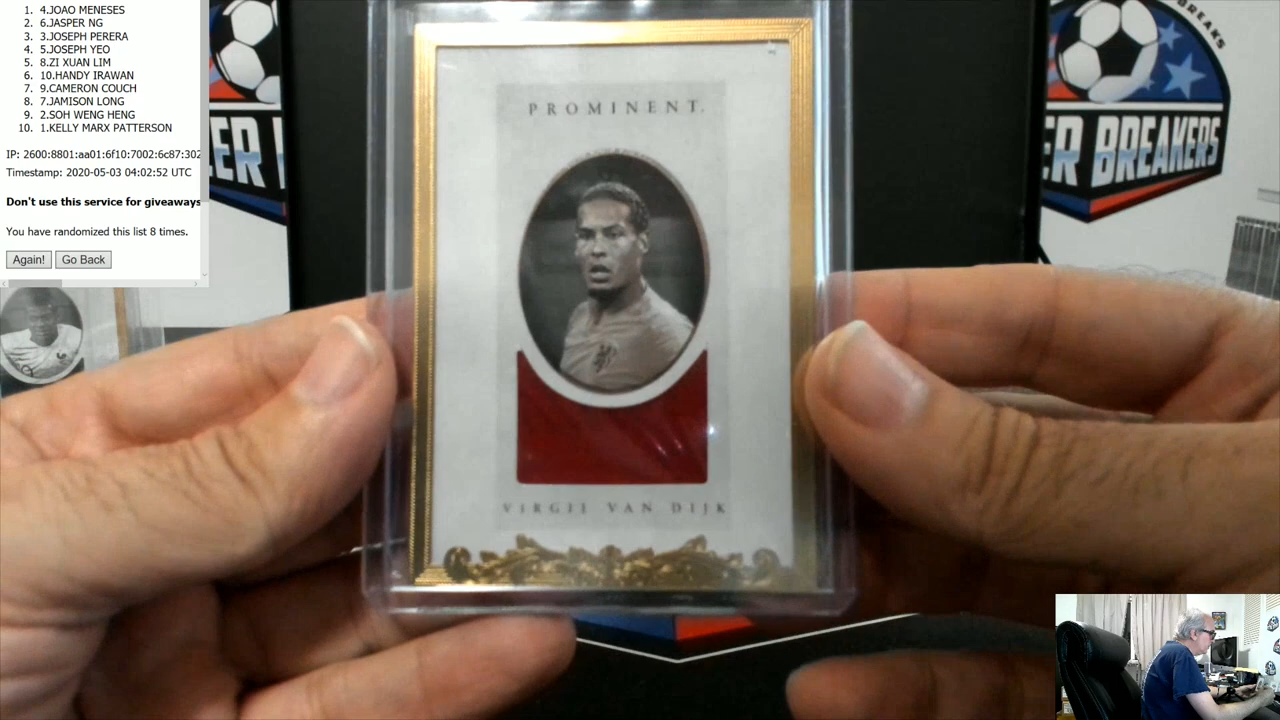 1. 4.JOAO MENESES
2. 6.JASPER NG
3. 3.JOSEPH PERERA
4. 5.JOSEPH YEO
5. 8.ZI XUAN LIM
6. 10.HANDY IRAWAN
7. 9.CAMERON COUCH
8. 7.JAMISON LONG
9. 2.SOH WENG HENG
10. 1.KELLY MARX PATTERSON
IP: 2600:8801:aa01:6f10:7002:6c87:302
Timestamp: 2020-05-03 04:02:52 UTC
Don't use this service for giveaways
You have randomized this list 8 times.
Again! Go Back
PROMINENT.
VIRGIL VAN DIJK
BREAKS
ER BREAKERS